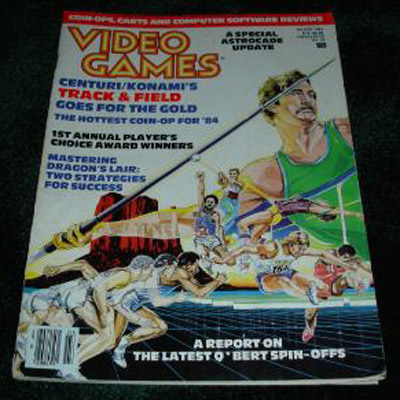 COIN-OPS, CARTS AND COMPUTER SOFTWARE REVIEWS
VIDEO
GAMES
A SPECIAL
ASTROCADE
UPDATE
CENTURI/KONAMI'S
TRACK & FIELD
GOES FOR THE GOLD
THE HOTTEST COIN-OP FOR '84
1ST ANNUAL PLAYER'S
CHOICE AWARD WINNERS
MASTERING
DRAGON'S LAIR:
TWO STRATEGIES
FOR SUCCESS
A REPORT ON
THE LATEST Q*BERT SPIN-OFFS